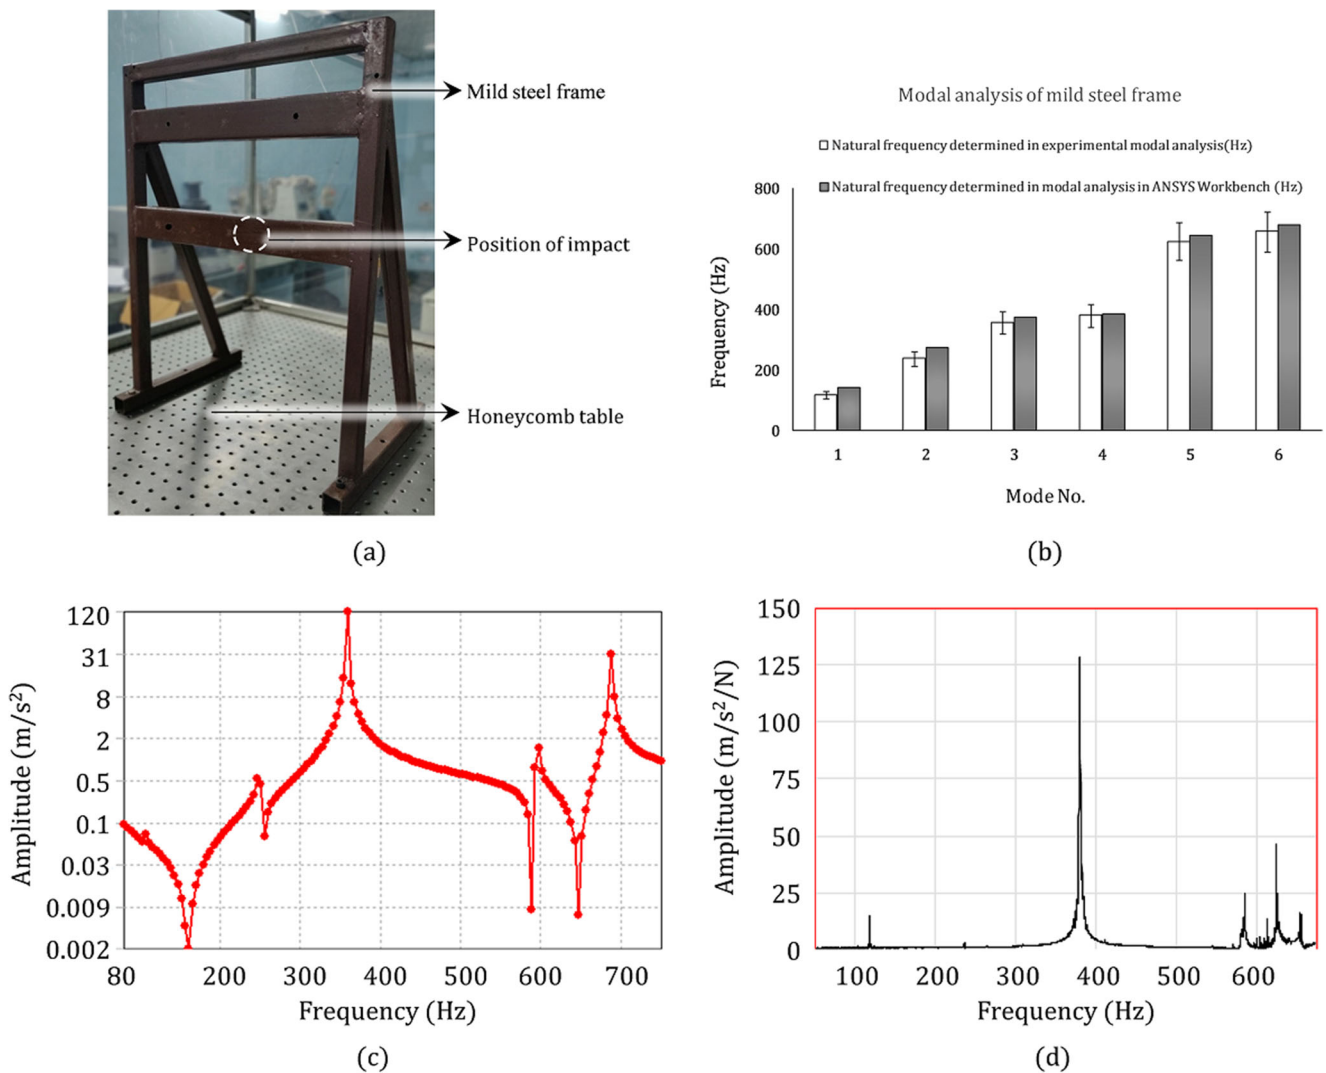 Mild steel frame
Position of impact
Honeycomb table
(a)
Modal analysis of mild steel frame
Natural frequency determined in experimental modal analysis(Hz)
Natural frequency determined in modal analysis in ANSYS Workbench (Hz)
800
600
400
200
0
Frequency (Hz)
1 2 3 4 5 6
Mode No.
(b)
120
31
8
2
0.5
0.1
0.03
0.009
0.002
Amplitude (m/s²)
80 200 300 400 500 600 700
Frequency (Hz)
(c)
150
125
100
75
50
25
0
Amplitude (m/s²/N)
100 200 300 400 500 600
Frequency (Hz)
(d)